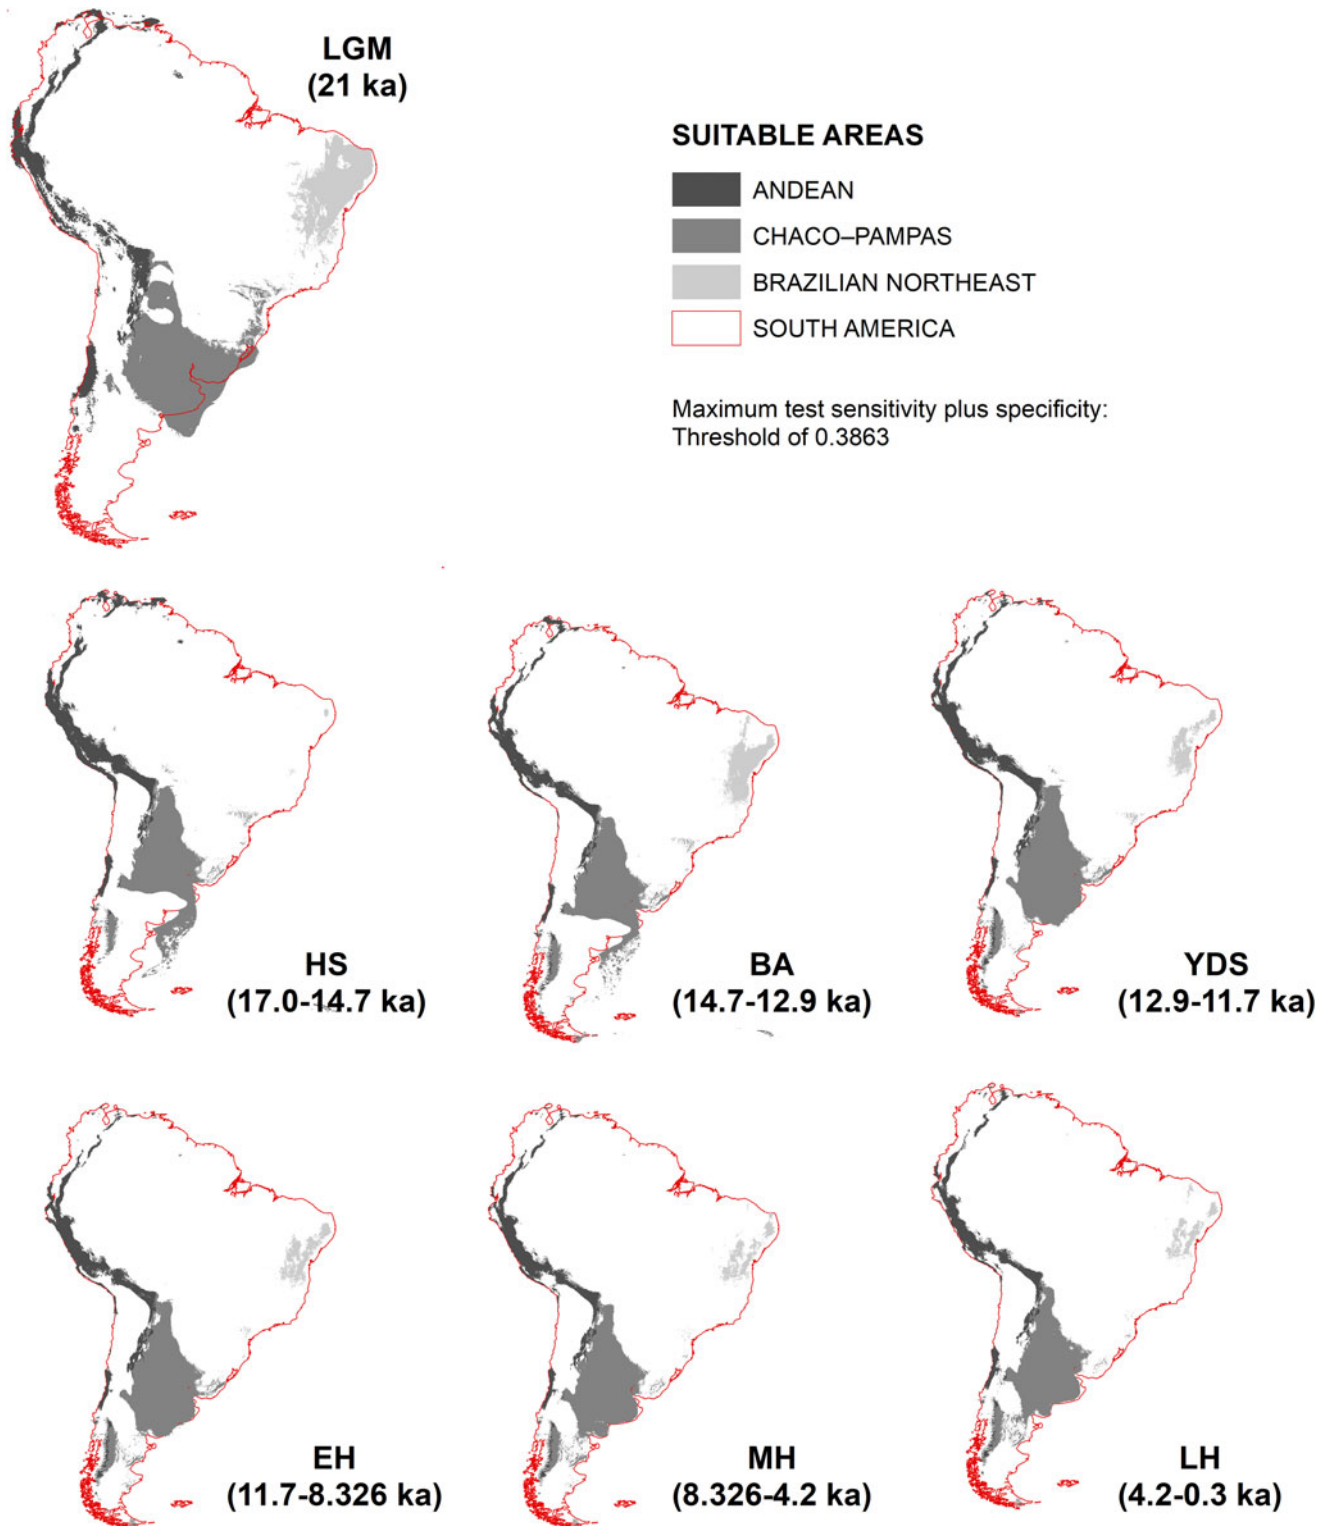 LGM
(21 ka)
SUITABLE AREAS
ANDEAN
CHACO–PAMPAS
BRAZILIAN NORTHEAST
SOUTH AMERICA
Maximum test sensitivity plus specificity:
Threshold of 0.3863
HS
(17.0-14.7 ka)
BA
(14.7-12.9 ka)
YDS
(12.9-11.7 ka)
EH
(11.7-8.326 ka)
MH
(8.326-4.2 ka)
LH
(4.2-0.3 ka)